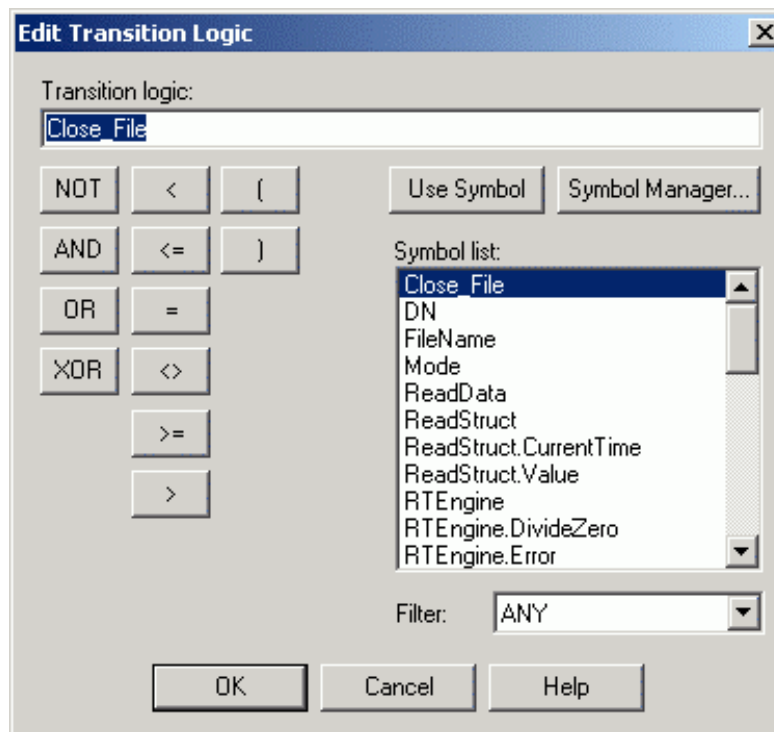 Edit Transition Logic
Transition logic:
Close_File
NOT < (
AND <= )
OR =
XOR <>
>=
>
Use Symbol Symbol Manager...
Symbol list:
Close_File
DN
FileName
Mode
ReadData
ReadStruct
ReadStruct.CurrentTime
ReadStruct.Value
RTEngine
RTEngine.DivideZero
RTEngine.Error
Filter: ANY
OK Cancel Help